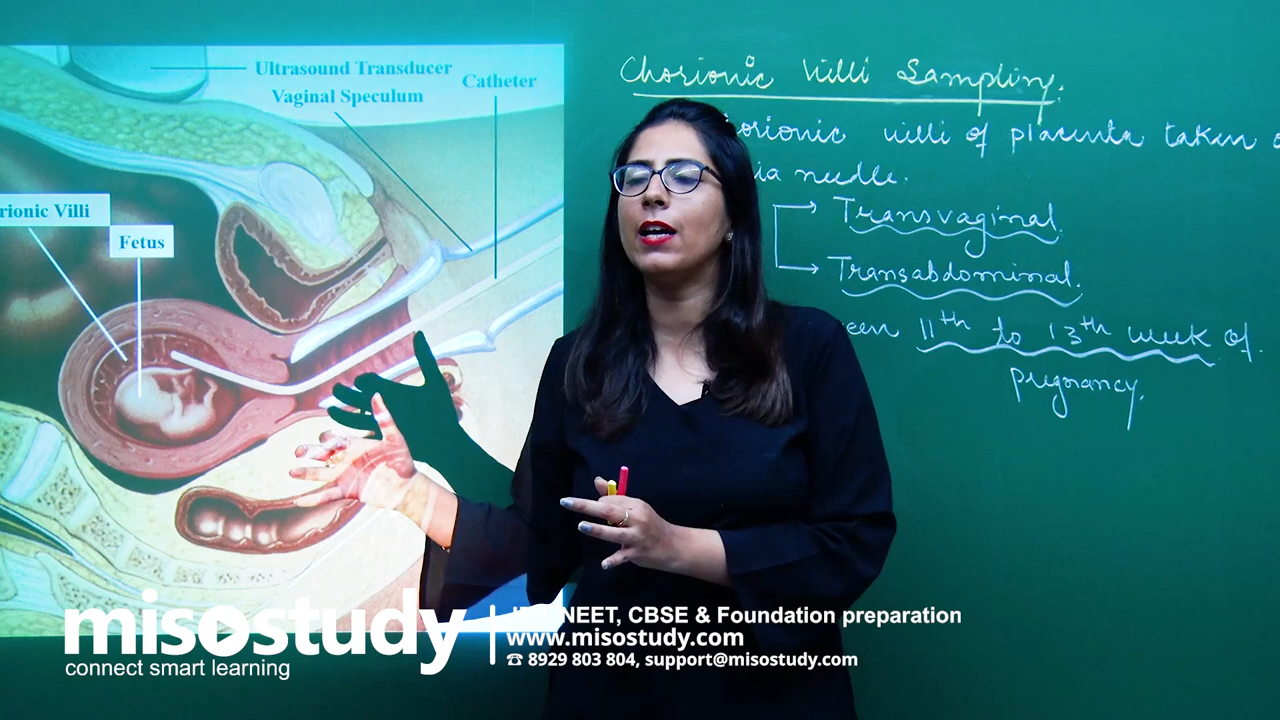 Ultrasound Transducer
Vaginal Speculum
Catheter
rionic Villi
Fetus
Chorionic Villi Sampling.
orionic villi of placenta taken
ia needle.
Transvaginal
Transabdominal.
een 11th to 13th week of
pregnancy.
misostudy
connect smart learning
NEET, CBSE & Foundation preparation
www.misostudy.com
☎ 8929 803 804, support@misostudy.com